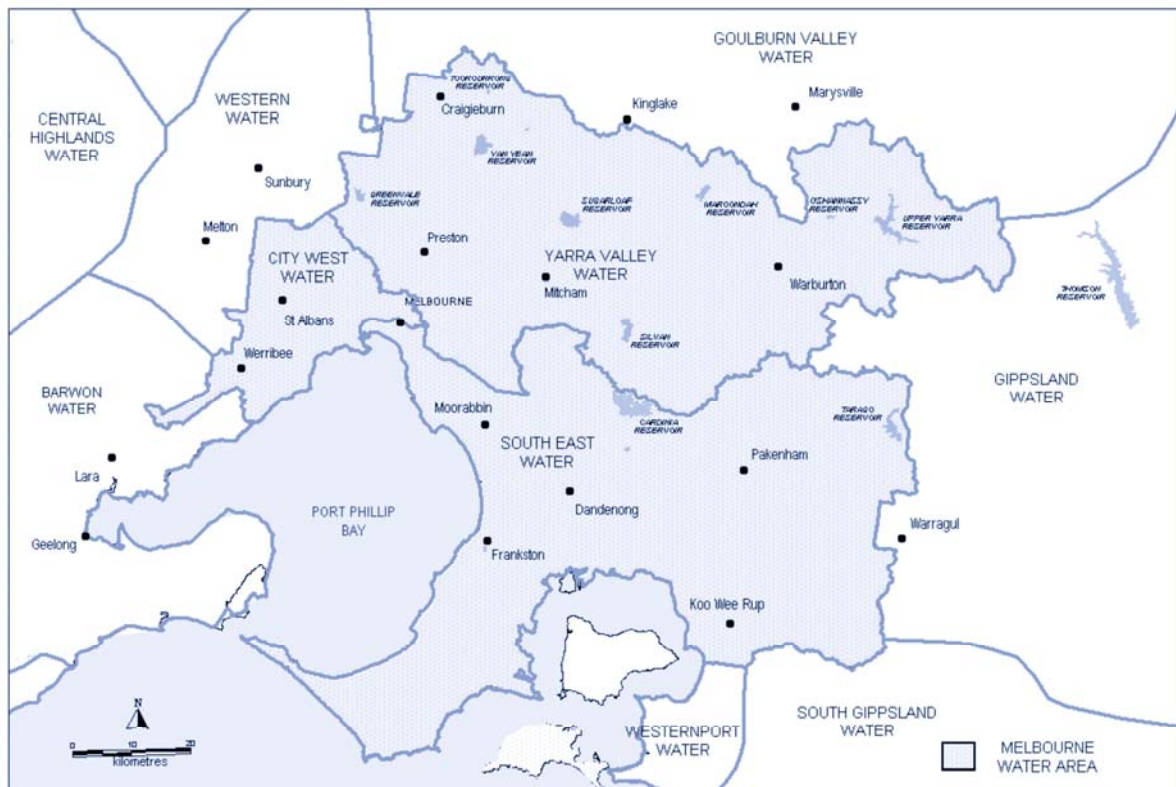 GOULBURN VALLEY
WATER
TOOROURRONG
RESERVOIR
Craigieburn
Kinglake
Marysville
WESTERN
WATER
CENTRAL
HIGHLANDS
WATER
YAN YEAN
RESERVOIR
Sunbury
GREENVALE
RESERVOIR
SUGARLOAF
RESERVOIR
MAROONDAH
RESERVOIR
O'SHANNASSY
RESERVOIR
UPPER YARRA
RESERVOIR
Melton
CITY WEST
WATER
Preston
YARRA VALLEY
WATER
Mitcham
Warburton
THOMSON
RESERVOIR
St Albans
MELBOURNE
SILVAN
RESERVOIR
Werribee
BARWON
WATER
GIPPSLAND
WATER
Moorabbin
CARDINIA
RESERVOIR
TARAGO
RESERVOIR
SOUTH EAST
WATER
Pakenham
Lara
Dandenong
PORT PHILLIP
BAY
Geelong
Frankston
Warragul
Koo Wee Rup
N
0 20
kilometres
WESTERNPORT
WATER
SOUTH GIPPSLAND
WATER
MELBOURNE
WATER AREA